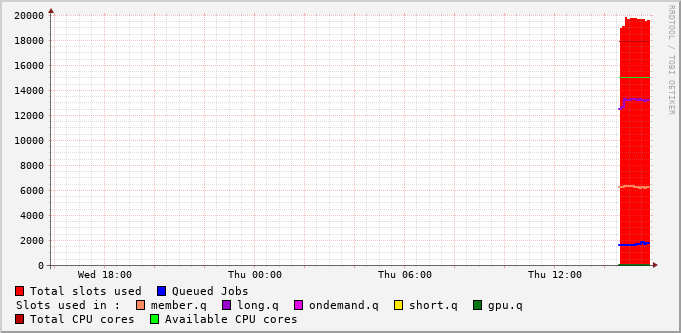 20000
18000
16000
14000
12000
10000
8000
6000
4000
2000
0
Wed 18:00 Thu 00:00 Thu 06:00 Thu 12:00
RRDTOOL / TOBI OETIKER
Total slots used Queued Jobs
Slots used in : member.q long.q ondemand.q short.q gpu.q
Total CPU cores Available CPU cores